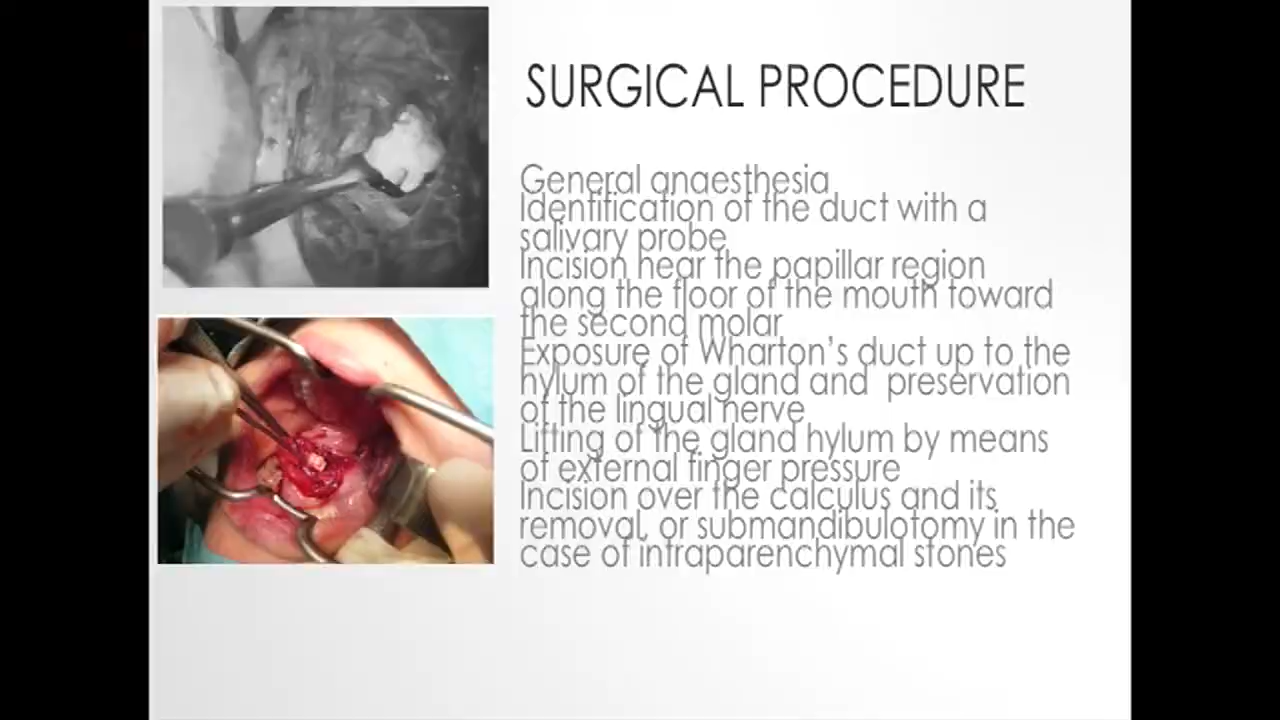 SURGICAL PROCEDURE
General anaesthesia
Identification of the duct with a
salivary probe
Incision near the papillar region
along the floor of the mouth toward
the second molar
Exposure of Wharton’s duct up to the
hylum of the gland and preservation
of the lingual nerve
Lifting of the gland hylum by means
of external finger pressure
Incision over the calculus and its
removal, or submandibulotomy in the
case of intraparenchymal stones